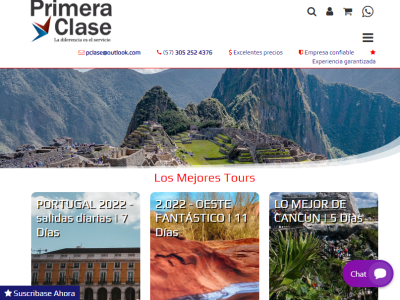 Primera
Clase
La diferencia es el servicio
pclase@outlook.com
(57) 305 252 4376
Excelentes precios
Empresa confiable
Experiencia garantizada
Los Mejores Tours
PORTUGAL 2022 -
salidas diarias | 7
Días
2.022 - OESTE
FANTÁSTICO | 11
Días
LO MEJOR DE
CANCÚN | 5 Días
Chat
Suscríbase Ahora